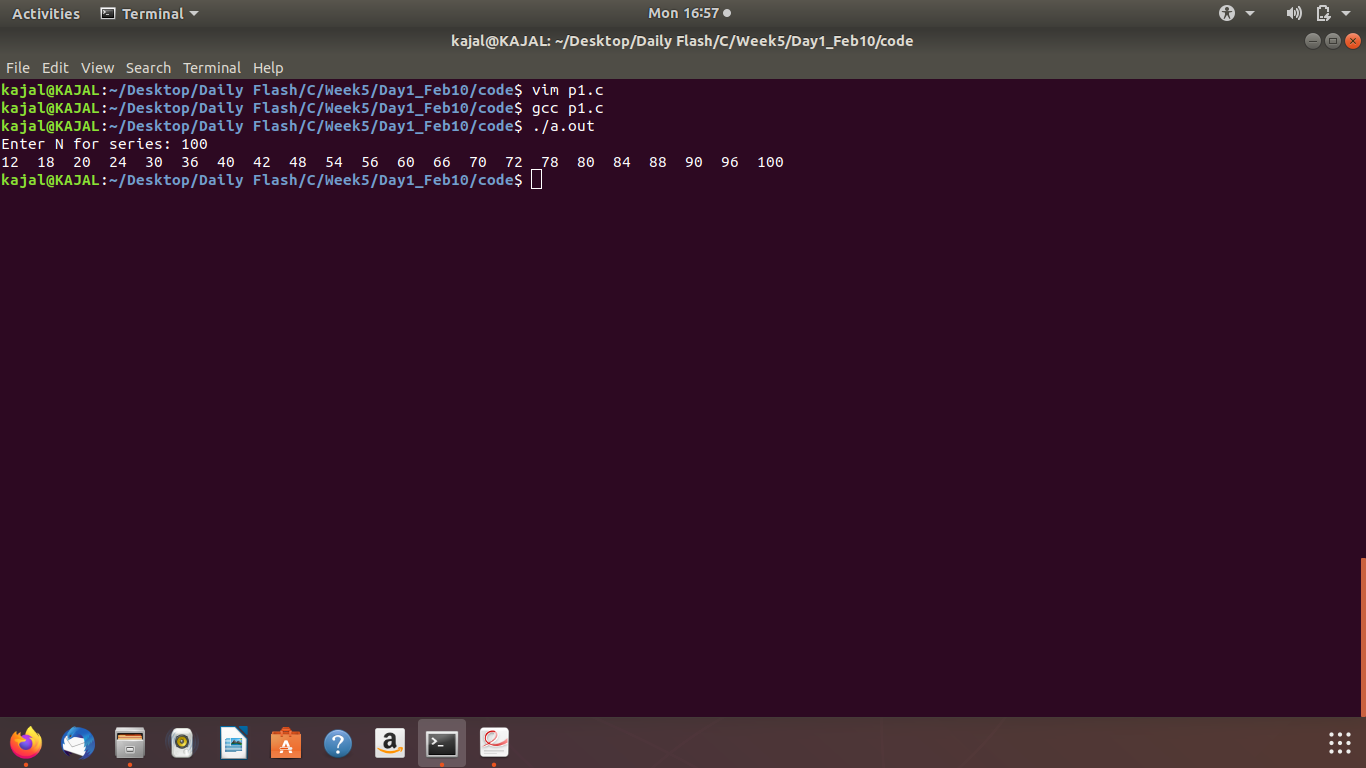 Activities Terminal Mon 16:57
kajal@KAJAL: ~/Desktop/Daily Flash/C/Week5/Day1_Feb10/code
File Edit View Search Terminal Help
kajal@KAJAL:~/Desktop/Daily Flash/C/Week5/Day1_Feb10/code$ vim p1.c
kajal@KAJAL:~/Desktop/Daily Flash/C/Week5/Day1_Feb10/code$ gcc p1.c
kajal@KAJAL:~/Desktop/Daily Flash/C/Week5/Day1_Feb10/code$ ./a.out
Enter N for series: 100
12 18 20 24 30 36 40 42 48 54 56 60 66 70 72 78 80 84 88 90 96 100
kajal@KAJAL:~/Desktop/Daily Flash/C/Week5/Day1_Feb10/code$